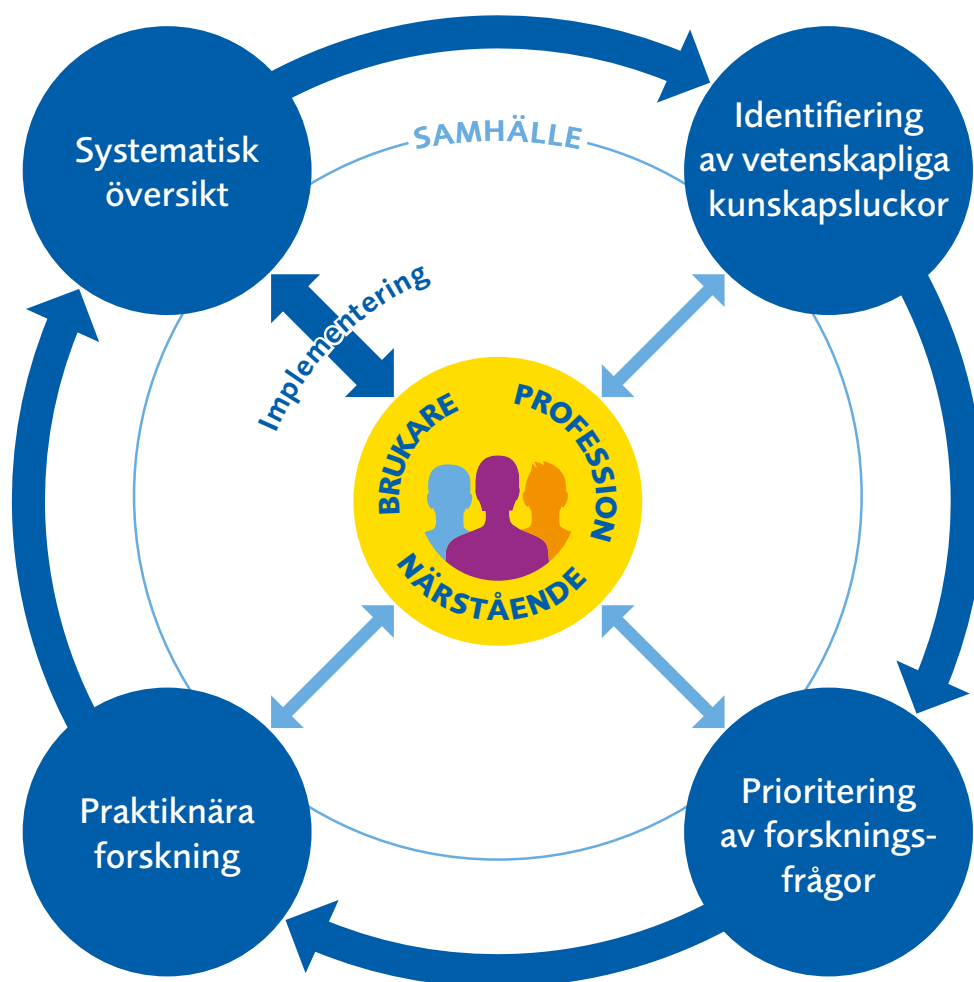 SAMHÄLLE
Systematisk
översikt
Identifiering
av vetenskapliga
kunskapsluckor
Implementering
BRUKARE
PROFESSION
NÄRSTÅENDE
Praktiknära
forskning
Prioritering
av forsknings-
frågor